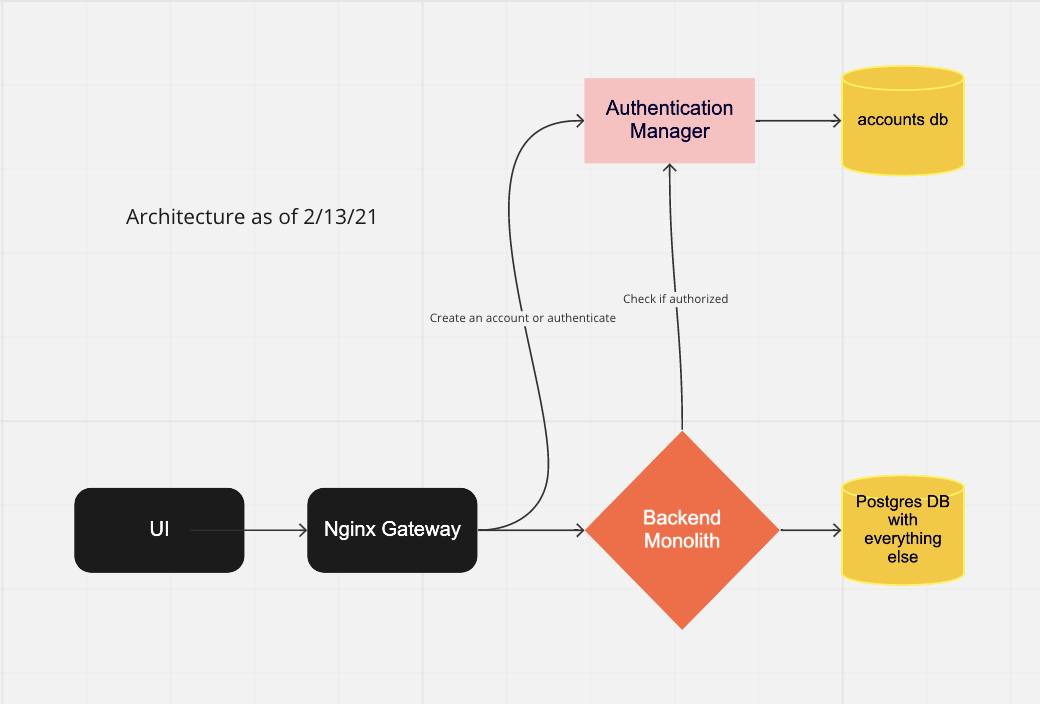 Authentication
Manager
accounts db
Architecture as of 2/13/21
Check if authorized
Create an account or authenticate
UI
Nginx Gateway
Backend
Monolith
Postgres DB
with
everything
else